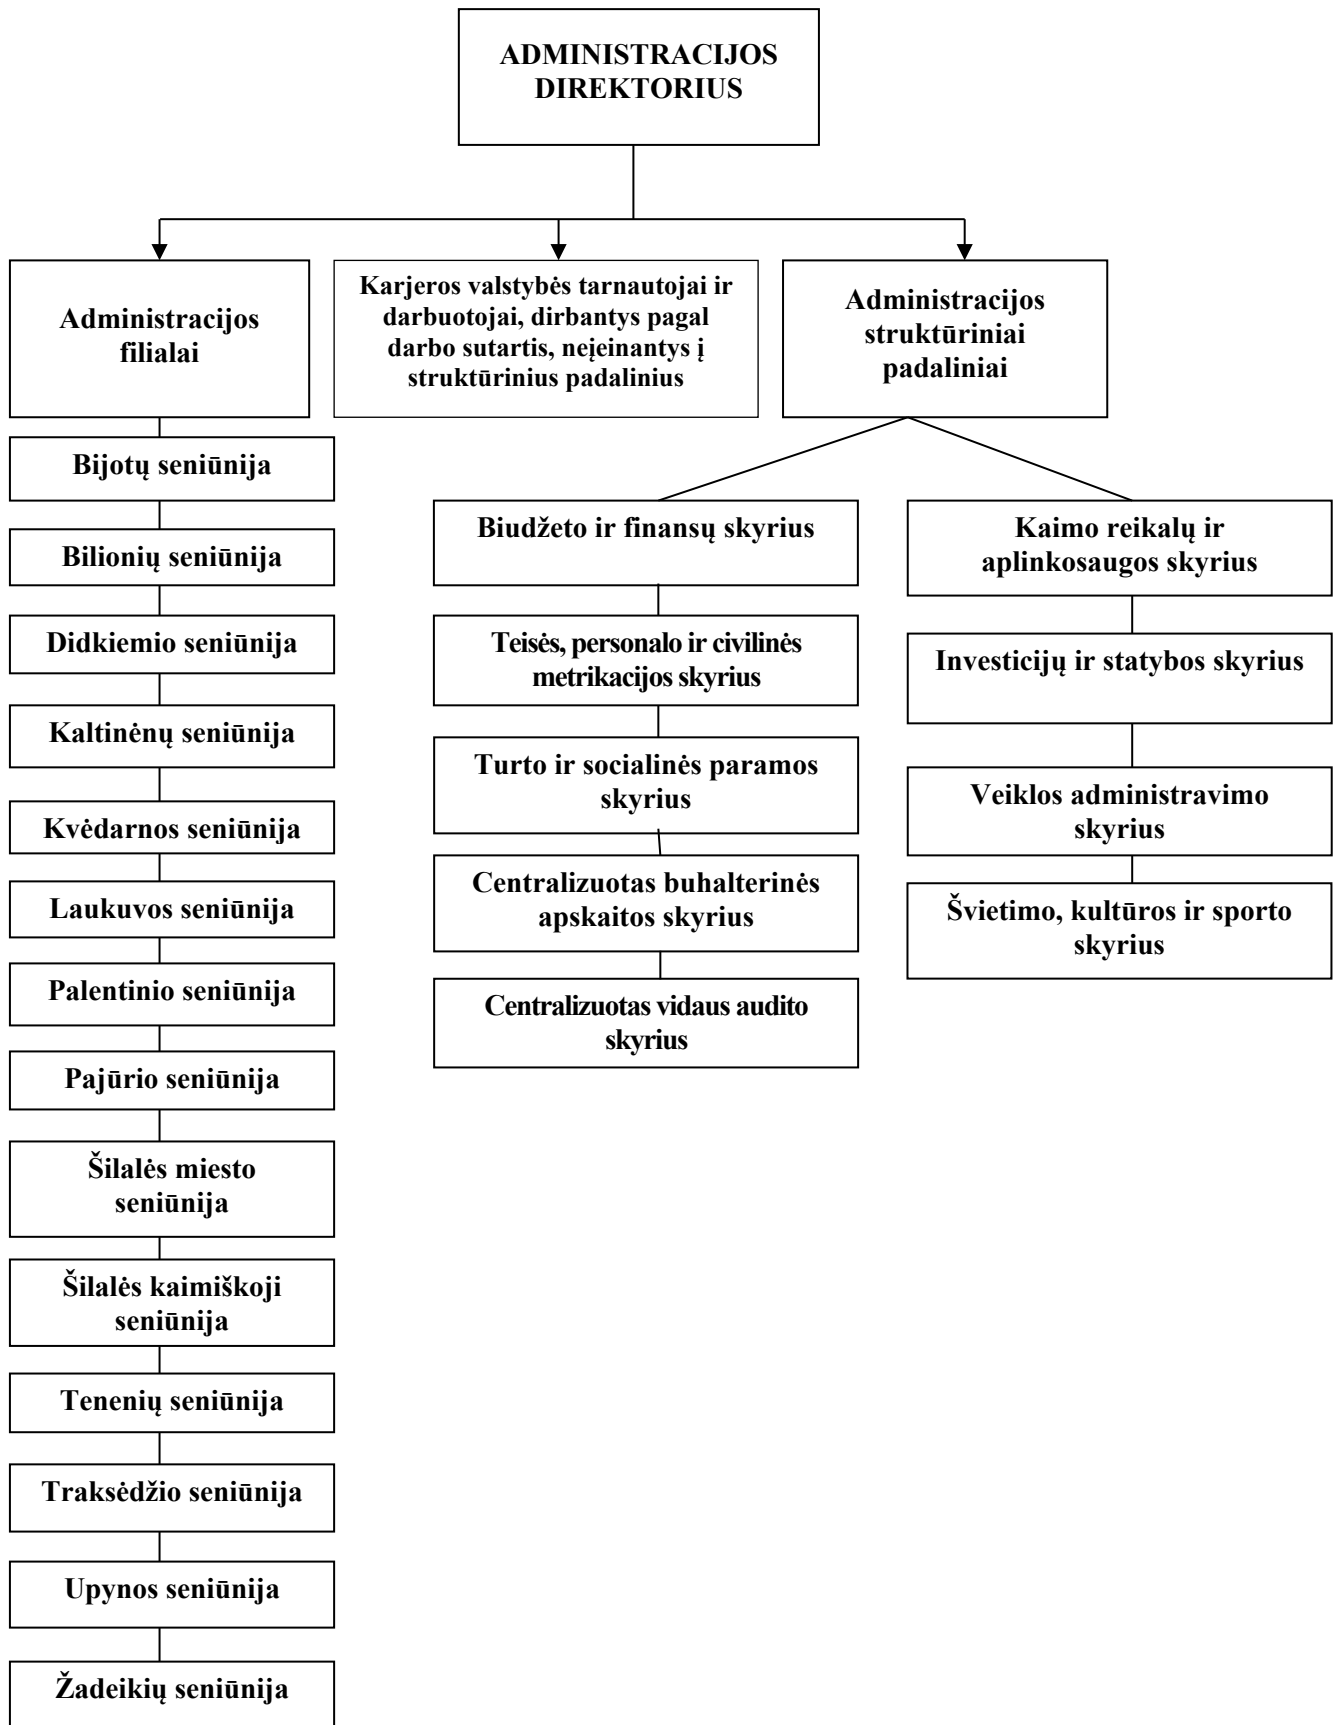 ADMINISTRACIJOS
DIREKTORIUS
Administracijos
filialai
Karjeros valstybės tarnautojai ir
darbuotojai, dirbantys pagal
darbo sutartis, neįeinantys į
struktūrinius padalinius
Administracijos
struktūriniai
padaliniai
Bijotų seniūnija
Bilionių seniūnija
Didkiemio seniūnija
Kaltinėnų seniūnija
Kvėdarnos seniūnija
Laukuvos seniūnija
Palentinio seniūnija
Pajūrio seniūnija
Šilalės miesto
seniūnija
Šilalės kaimiškoji
seniūnija
Tenenių seniūnija
Traksėdžio seniūnija
Upynos seniūnija
Žadeikių seniūnija
Biudžeto ir finansų skyrius
Teisės, personalo ir civilinės
metrikacijos skyrius
Turto ir socialinės paramos
skyrius
Centralizuotas buhalterinės
apskaitos skyrius
Centralizuotas vidaus audito
skyrius
Kaimo reikalų ir
aplinkosaugos skyrius
Investicijų ir statybos skyrius
Veiklos administravimo
skyrius
Švietimo, kultūros ir sporto
skyrius